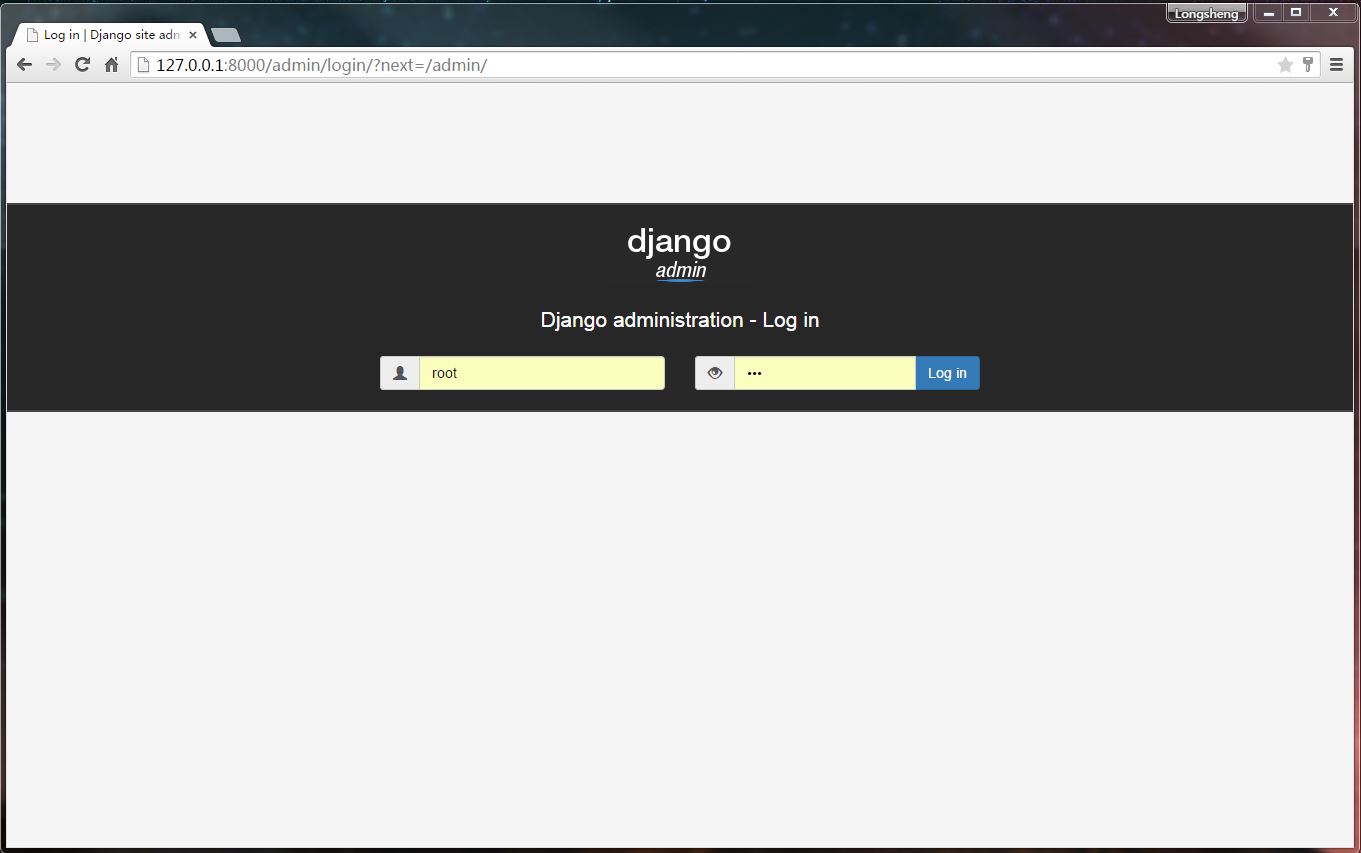 Longsheng
Log in | Django site adm
127.0.0.1:8000/admin/login/?next=/admin/
django
admin
Django administration - Log in
root
••• Log in